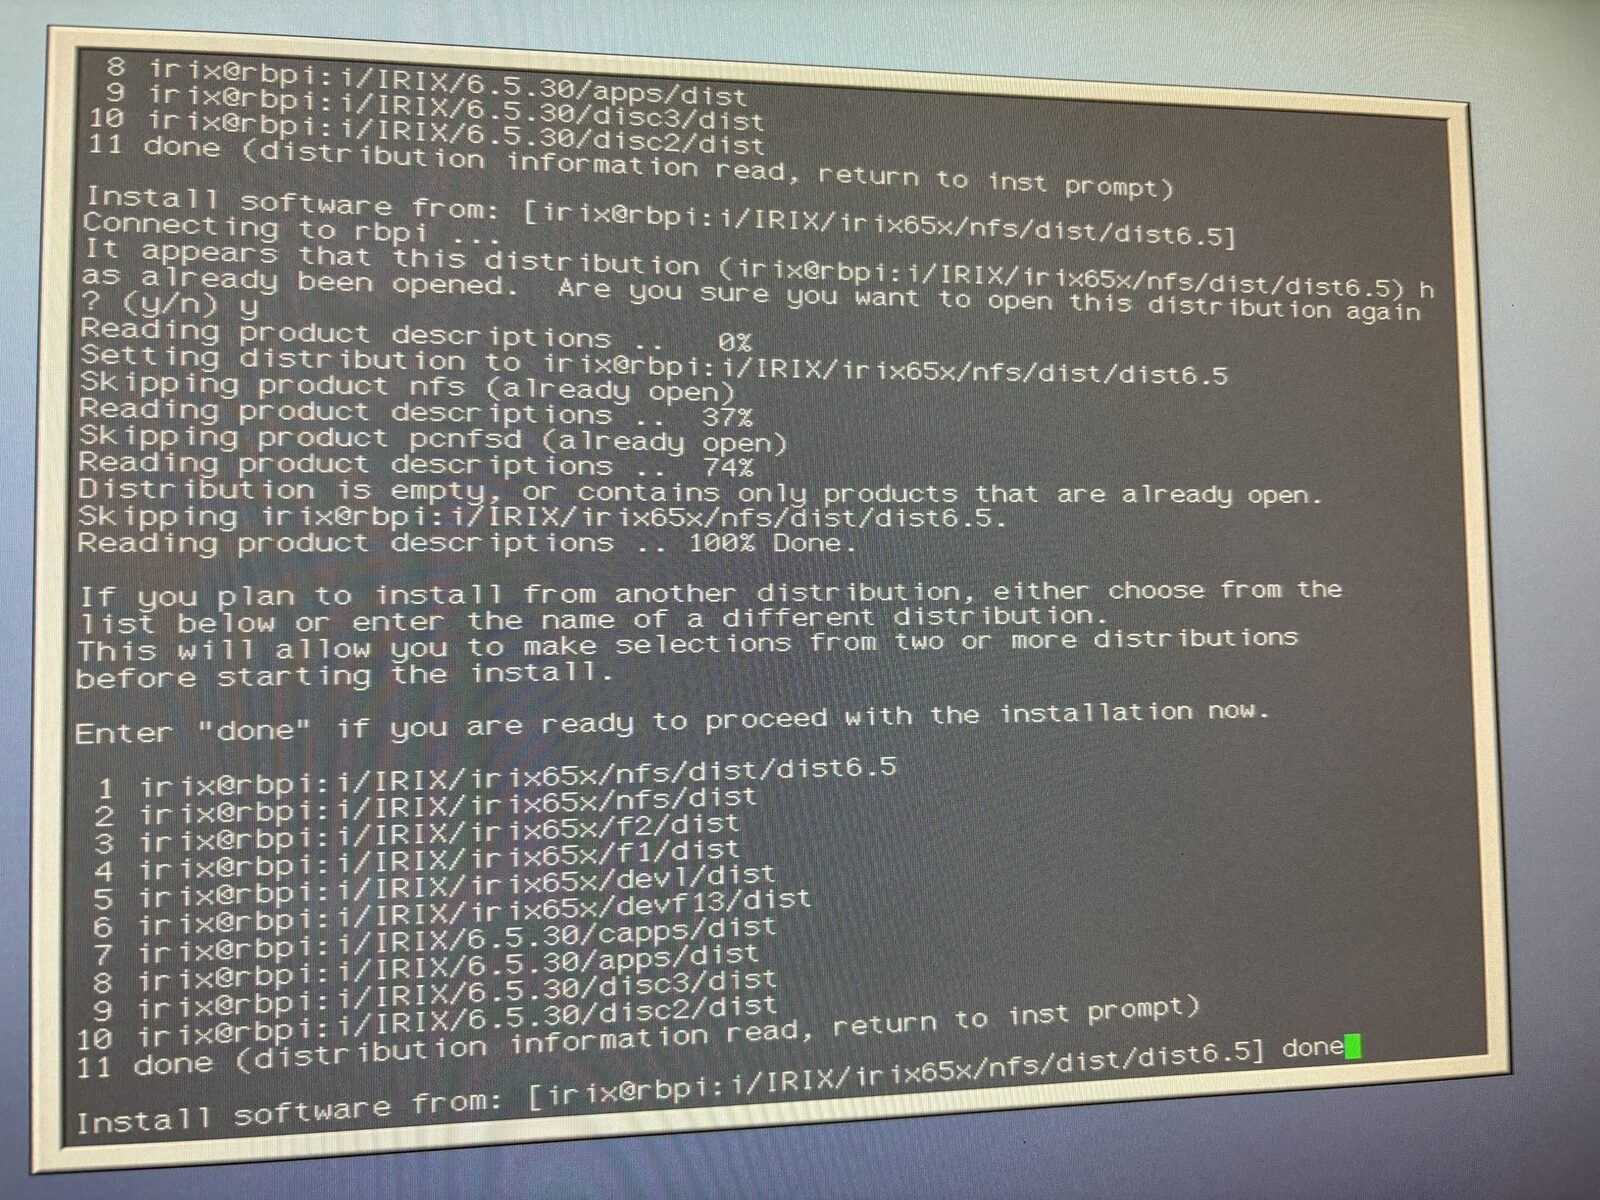 8 irix@rbpi:i/IRIX/6.5.30/apps/dist
9 irix@rbpi:i/IRIX/6.5.30/disc3/dist
10 irix@rbpi:i/IRIX/6.5.30/disc2/dist
11 done (distribution information read, return to inst prompt)
Install software from: [irix@rbpi:i/IRIX/irix65x/nfs/dist/dist6.5]
Connecting to rbpi ...
It appears that this distribution (irix@rbpi:i/IRIX/irix65x/nfs/dist/dist6.5) h
as already been opened.  Are you sure you want to open this distribution again
? (y/n) y
Reading product descriptions ..   0%
Setting distribution to irix@rbpi:i/IRIX/irix65x/nfs/dist/dist6.5
Skipping product nfs (already open)
Reading product descriptions ..  37%
Skipping product pcnfsd (already open)
Reading product descriptions ..  74%
Distribution is empty, or contains only products that are already open.
Skipping irix@rbpi:i/IRIX/irix65x/nfs/dist/dist6.5.
Reading product descriptions .. 100% Done.
If you plan to install from another distribution, either choose from the
list below or enter the name of a different distribution.
This will allow you to make selections from two or more distributions
before starting the install.
Enter "done" if you are ready to proceed with the installation now.
1 irix@rbpi:i/IRIX/irix65x/nfs/dist/dist6.5
2 irix@rbpi:i/IRIX/irix65x/nfs/dist
3 irix@rbpi:i/IRIX/irix65x/f2/dist
4 irix@rbpi:i/IRIX/irix65x/f1/dist
5 irix@rbpi:i/IRIX/irix65x/devl/dist
6 irix@rbpi:i/IRIX/irix65x/devf13/dist
7 irix@rbpi:i/IRIX/6.5.30/capps/dist
8 irix@rbpi:i/IRIX/6.5.30/apps/dist
9 irix@rbpi:i/IRIX/6.5.30/disc3/dist
10 irix@rbpi:i/IRIX/6.5.30/disc2/dist
11 done (distribution information read, return to inst prompt)
Install software from: [irix@rbpi:i/IRIX/irix65x/nfs/dist/dist6.5] done